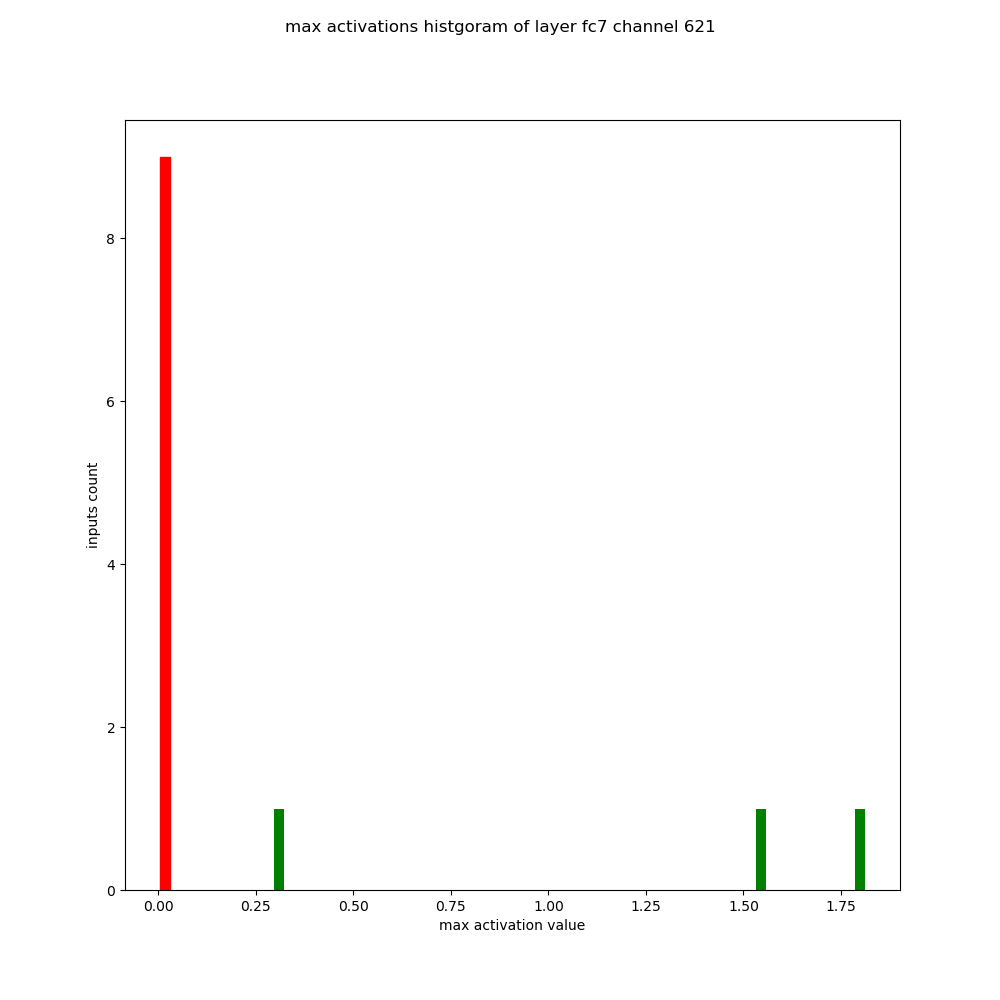 max activations histgoram of layer fc7 channel 621
8
6
4
2
0
inputs count
0.00 0.25 0.50 0.75 1.00 1.25 1.50 1.75
max activation value